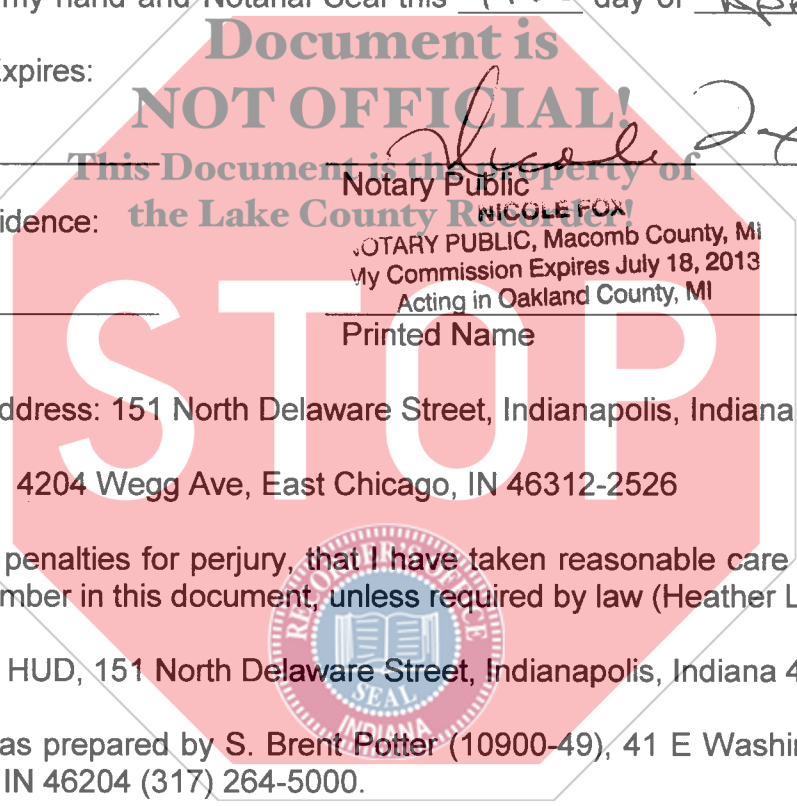 my hand and Notarial Seal this day of
Document is
Expires:
NOT OFFICIAL!
This Document is the property of
Notary Public
the Lake County Recorder!
idence:
NICOLE FOX
NOTARY PUBLIC, Macomb County, MI
My Commission Expires July 18, 2013
Acting in Oakland County, MI
Printed Name
STOP
ddress: 151 North Delaware Street, Indianapolis, Indiana
4204 Wegg Ave, East Chicago, IN 46312-2526
penalties for perjury, that I have taken reasonable care
mber in this document, unless required by law (Heather L
RECORDER'S OFFICE
HUD, 151 North Delaware Street, Indianapolis, Indiana 4
SEAL
INDIANA
as prepared by S. Brent Potter (10900-49), 41 E Washin
IN 46204 (317) 264-5000.